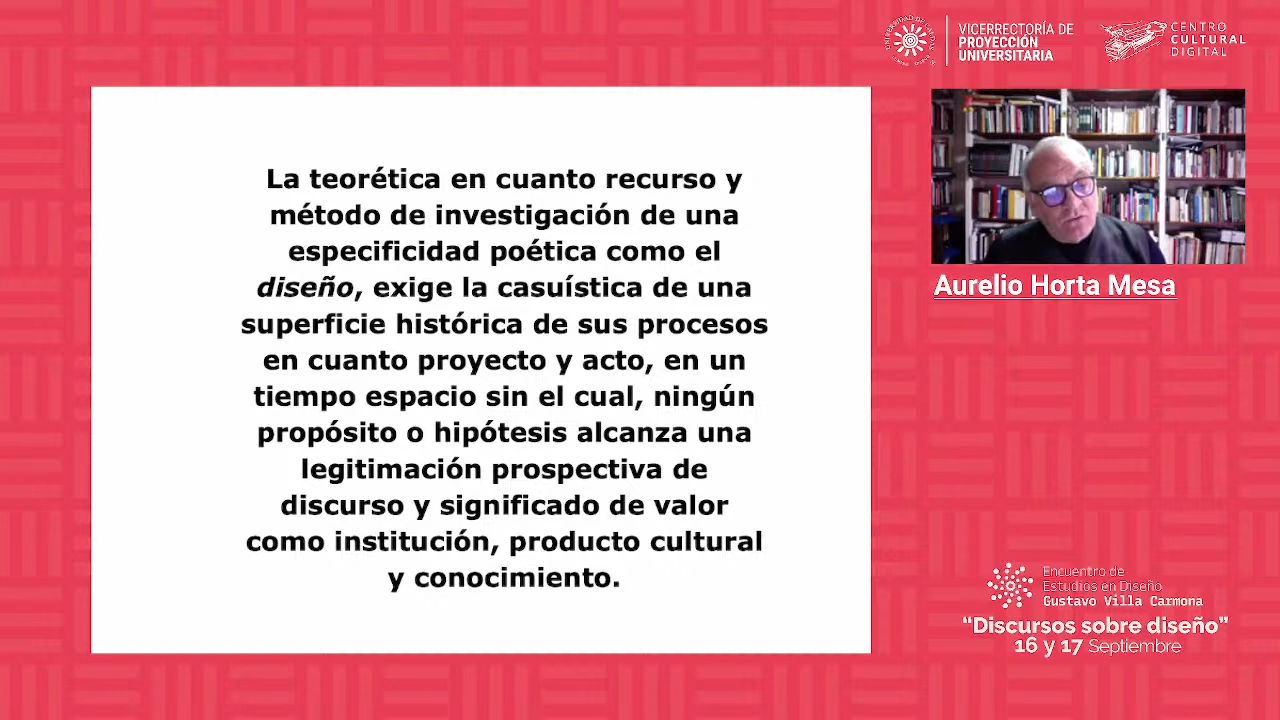 VICERRECTORÍA DE
PROYECCIÓN
UNIVERSITARIA
CENTRO
CULTURAL
DIGITAL
La teorética en cuanto recurso y
método de investigación de una
especificidad poética como el
diseño, exige la casuística de una
superficie histórica de sus procesos
en cuanto proyecto y acto, en un
tiempo espacio sin el cual, ningún
propósito o hipótesis alcanza una
legitimación prospectiva de
discurso y significado de valor
como institución, producto cultural
y conocimiento.
Aurelio Horta Mesa
Encuentro de
Estudios en Diseño
Gustavo Villa Carmona
“Discursos sobre diseño”
16 y 17 Septiembre